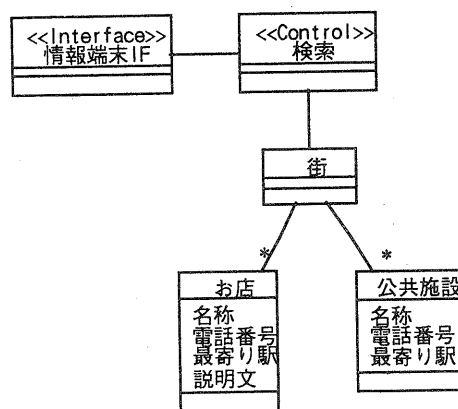 <<Interface>>
情報端末IF
<<Control>>
検索
街
*
*
お店
名称
電話番号
最寄り駅
説明文
公共施設
名称
電話番号
最寄り駅